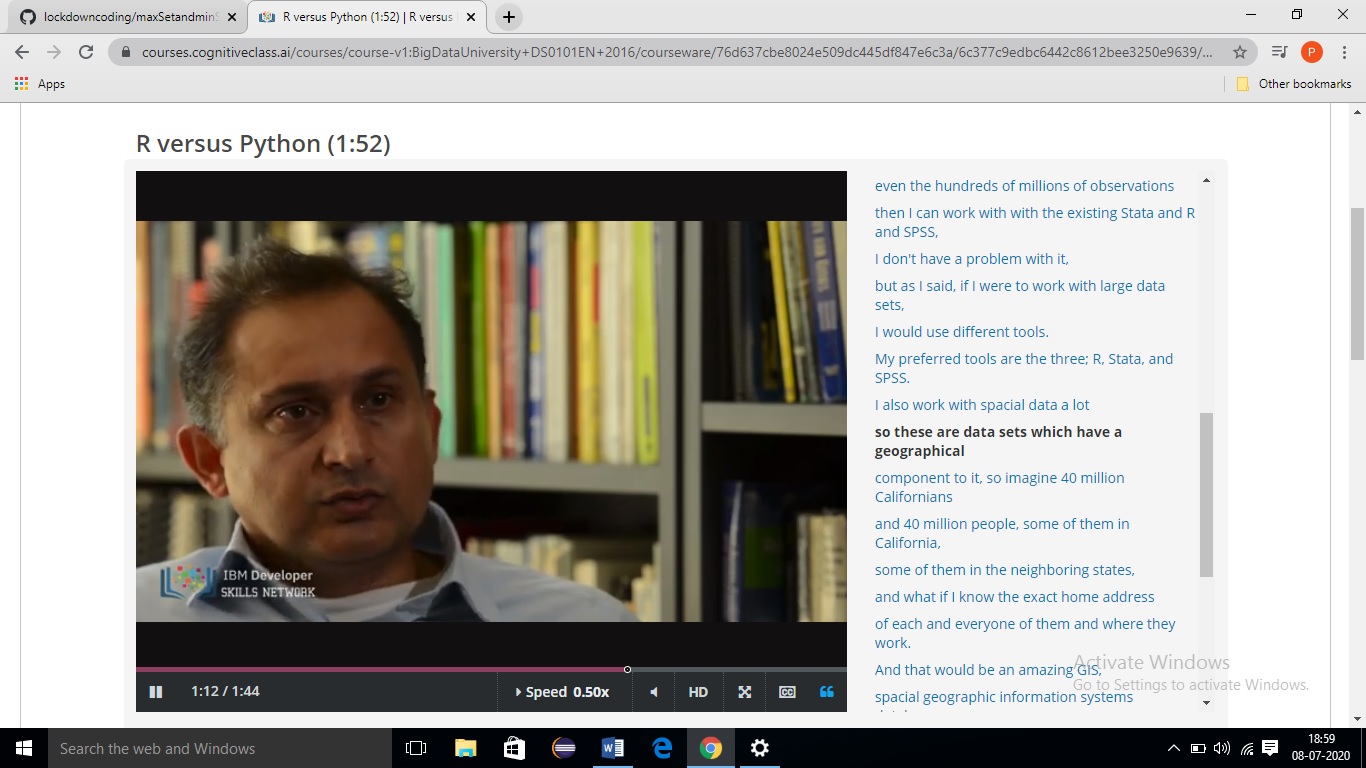 lockdowncoding/maxSetandminS
R versus Python (1:52) | R versus
courses.cognitiveclass.ai/courses/course-v1:BigDataUniversity+DS0101EN+2016/courseware/76d637cbe8024e509dc445df847e6c3a/6c377c9edbc6442c8612bee3250e9639/...
P
Apps
Other bookmarks
R versus Python (1:52)
even the hundreds of millions of observations
then I can work with with the existing Stata and R
and SPSS,
I don't have a problem with it,
but as I said, if I were to work with large data
sets,
I would use different tools.
My preferred tools are the three; R, Stata, and
SPSS.
I also work with spacial data a lot
so these are data sets which have a
geographical
component to it, so imagine 40 million
Californians
and 40 million people, some of them in
California,
some of them in the neighboring states,
and what if I know the exact home address
of each and everyone of them and where they
work.
And that would be an amazing GIS,
spacial geographic information systems
IBM Developer
SKILLS NETWORK
1:12 / 1:44
Speed 0.50x
HD
CC
Activate Windows
Go to Settings to activate Windows.
Search the web and Windows
18:59
08-07-2020